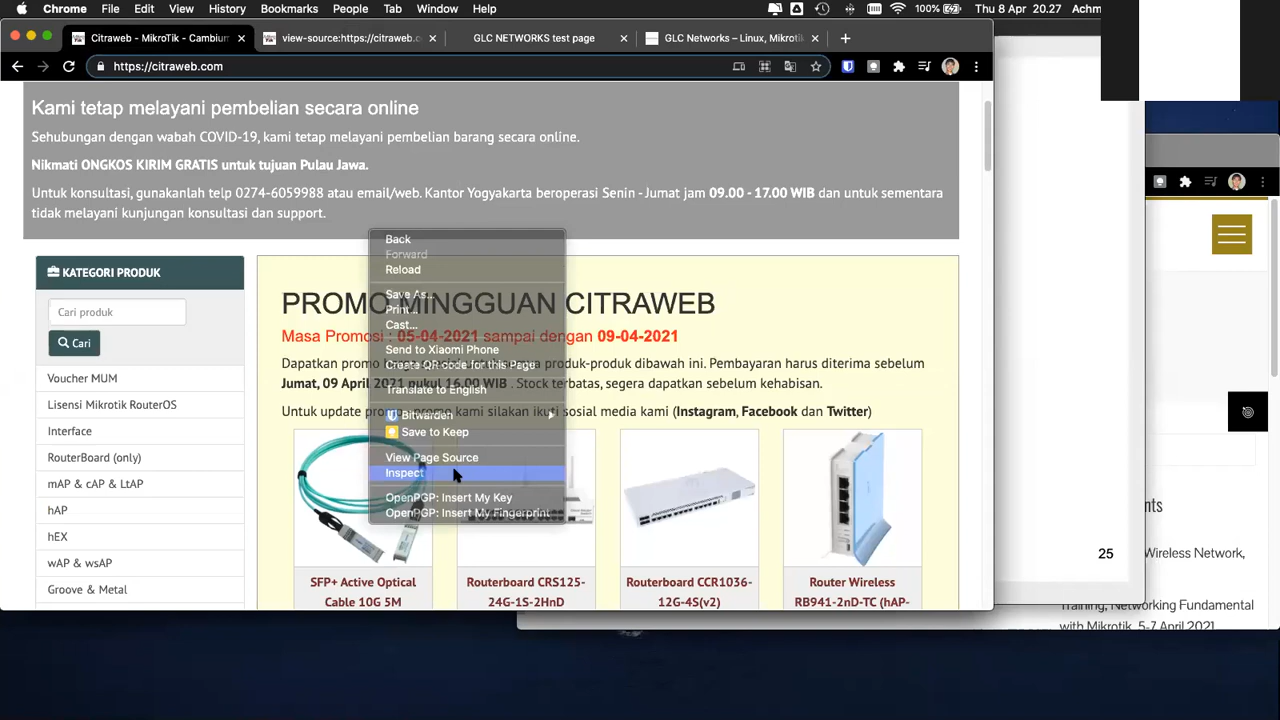 Chrome File Edit View History Bookmarks People Tab Window Help 100% Thu 8 Apr 20.27 Achm
Citraweb - MikroTik - Cambium
view-source:https://citraweb.c
GLC NETWORKS test page
GLC Networks – Linux, Mikroti
https://citraweb.com
Kami tetap melayani pembelian secara online
Sehubungan dengan wabah COVID-19, kami tetap melayani pembelian barang secara online.
Nikmati ONGKOS KIRIM GRATIS untuk tujuan Pulau Jawa.
Untuk konsultasi, gunakanlah telp 0274-6059988 atau email/web. Kantor Yogyakarta beroperasi Senin - Jumat jam 09.00 - 17.00 WIB dan untuk sementara
tidak melayani kunjungan konsultasi dan support.
KATEGORI PRODUK
Cari produk
Cari
Voucher MUM
Lisensi Mikrotik RouterOS
Interface
RouterBoard (only)
mAP & cAP & LtAP
hAP
hEX
wAP & wsAP
Groove & Metal
PROMO MINGGUAN CITRAWEB
Masa Promosi : 05-04-2021 sampai dengan 09-04-2021
Dapatkan promo produk-produk dibawah ini. Pembayaran harus diterima sebelum
Jumat, 09 April 2021 pukul 16.00 WIB . Stock terbatas, segera dapatkan sebelum kehabisan.
Untuk update promo kami silakan ikuti sosial media kami (Instagram, Facebook dan Twitter)
SFP+ Active Optical
Cable 10G 5M
Routerboard CRS125-
24G-1S-2HnD
Routerboard CCR1036-
12G-4S(v2)
Router Wireless
RB941-2nD-TC (hAP-
Back
Forward
Reload
Save As...
Print...
Cast...
Send to Xiaomi Phone
Create QR code for this Page
Translate to English
Bitwarden
Save to Keep
View Page Source
Inspect
OpenPGP: Insert My Key
OpenPGP: Insert My Fingerprint
25
nts
Wireless Network,
Training, Networking Fundamental
with Mikrotik, 5-7 April 2021